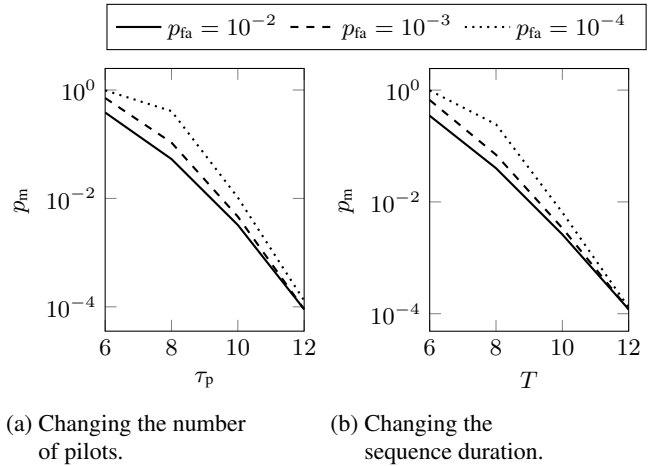 p_fa = 10^−2 p_fa = 10^−3 p_fa = 10^−4
10^0
10^−2
10^−4
p_m
6 8 10 12
τ_p
10^0
10^−2
10^−4
p_m
6 8 10 12
T
(a) Changing the number
of pilots.
(b) Changing the
sequence duration.